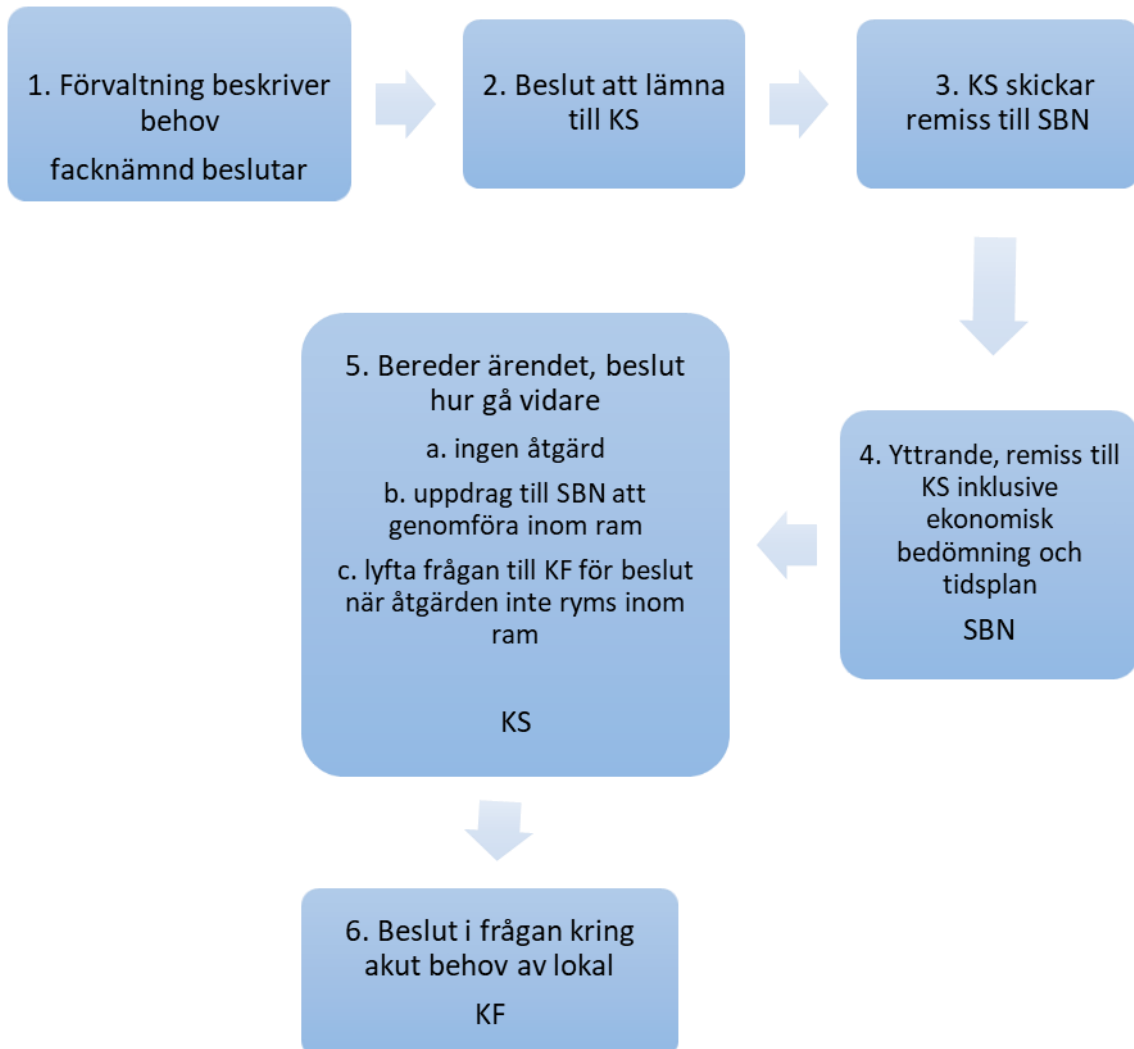 1. Förvaltning beskriver
behov
facknämnd beslutar
2. Beslut att lämna
till KS
3. KS skickar
remiss till SBN
4. Yttrande, remiss till
KS inklusive
ekonomisk
bedömning och
tidsplan
SBN
5. Bereder ärendet, beslut
hur gå vidare
a. ingen åtgärd
b. uppdrag till SBN att
genomföra inom ram
c. lyfta frågan till KF för beslut
när åtgärden inte ryms inom
ram
KS
6. Beslut i frågan kring
akut behov av lokal
KF